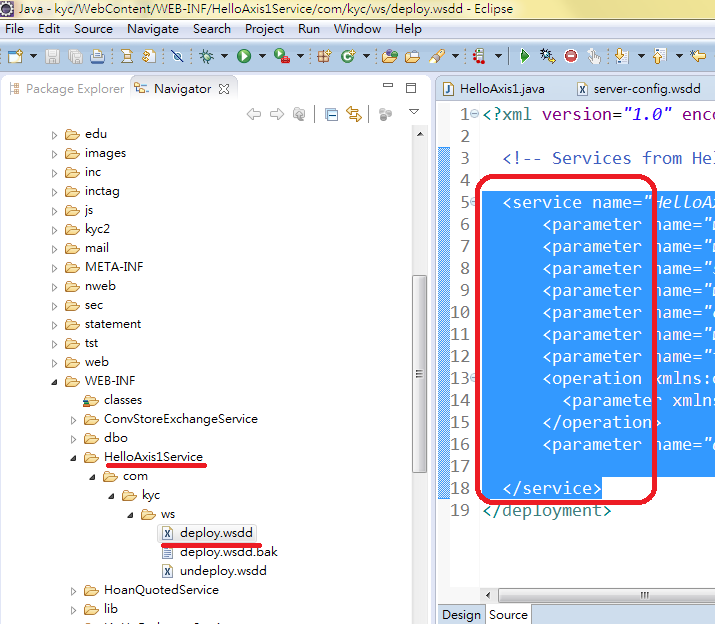 Java - kyc/WebContent/WEB-INF/HelloAxis1Service/com/kyc/ws/deploy.wsdd - Eclipse
File Edit Source Navigate Search Project Run Window Help
Package Explorer Navigator
edu
images
inc
inctag
js
kyc2
mail
META-INF
nweb
sec
statement
tst
web
WEB-INF
classes
ConvStoreExchangeService
dbo
HelloAxis1Service
com
kyc
ws
deploy.wsdd
deploy.wsdd.bak
undeploy.wsdd
HoanQuotedService
lib
HelloAxis1.java server-config.wsdd
1 <?xml version="1.0" enco
2
3 <!-- Services from Hel
4
5 <service name="HelloAx
6 <parameter name="
7 <parameter name="
8 <parameter name="
9 <parameter name="
10 <parameter name="
11 <parameter name="
12 <parameter name="
13 <operation xmlns:
14 <parameter xmlns
15 </operation>
16 <parameter name="
17
18 </service>
19 </deployment>
Design Source